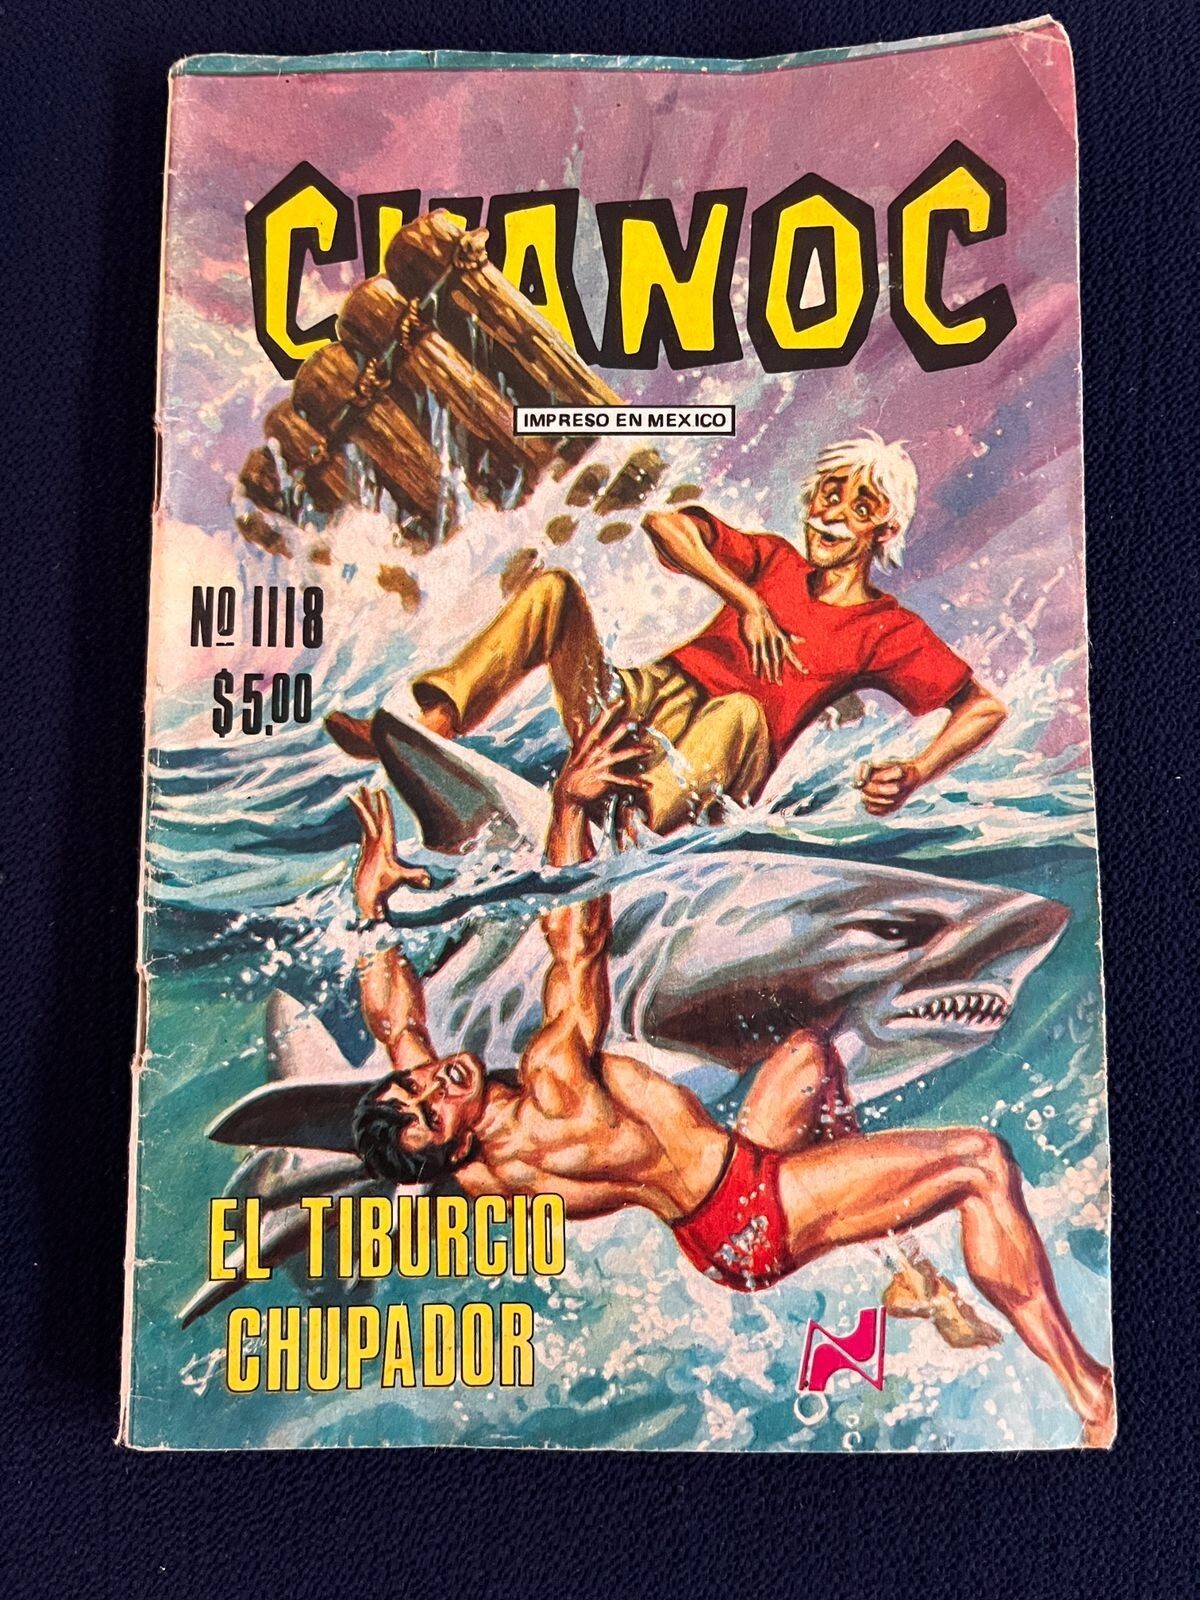 CHANOC
IMPRESO EN MEXICO
Nº 1118
$5.00
EL TIBURCIO
CHUPADOR
N